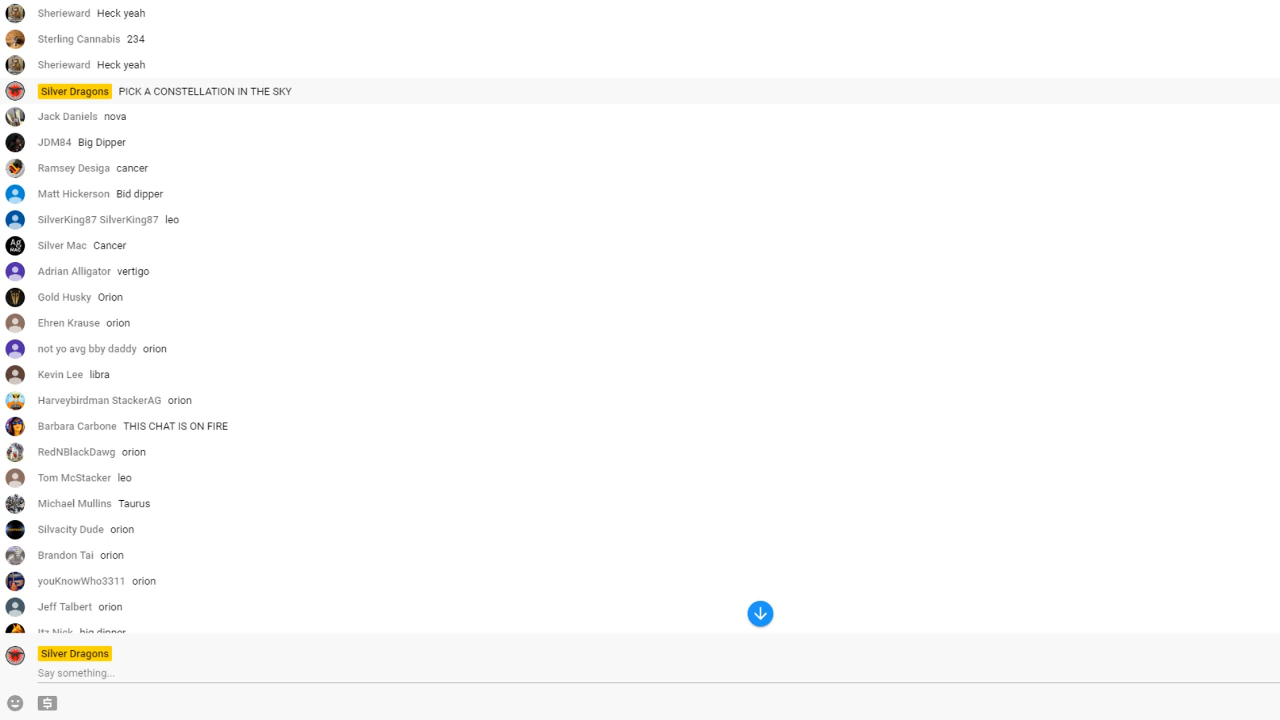 Sherieward Heck yeah
Sterling Cannabis 234
Sherieward Heck yeah
Silver Dragons PICK A CONSTELLATION IN THE SKY
Jack Daniels nova
JDM84 Big Dipper
Ramsey Desiga cancer
Matt Hickerson Bid dipper
SilverKing87 SilverKing87 leo
Silver Mac Cancer
Adrian Alligator vertigo
Gold Husky Orion
Ehren Krause orion
not yo avg bby daddy orion
Kevin Lee libra
Harveybirdman StackerAG orion
Barbara Carbone THIS CHAT IS ON FIRE
RedNBlackDawg orion
Tom McStacker leo
Michael Mullins Taurus
Silvacity Dude orion
Brandon Tai orion
youKnowWho3311 orion
Jeff Talbert orion
Itz Nick big dipper
Silver Dragons
Say something...